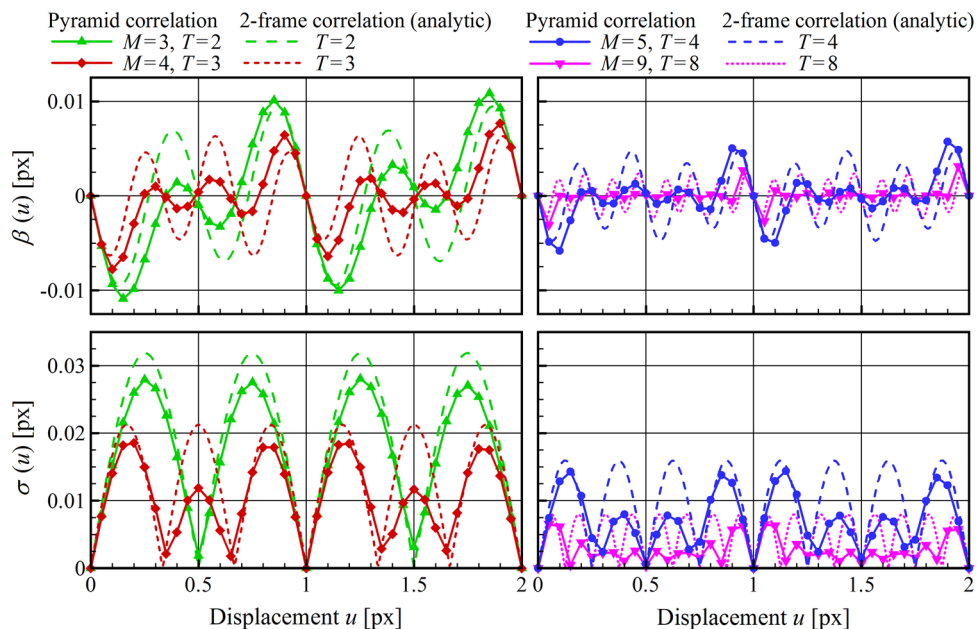 Pyramid correlation 2-frame correlation (analytic) Pyramid correlation 2-frame correlation (analytic)
M=3, T=2 T=2 M=5, T=4 T=4
M=4, T=3 T=3 M=9, T=8 T=8
β (u) [px]
0.01
0
-0.01
σ (u) [px]
0.03
0.02
0.01
0
0 0.5 1 1.5 2 0.5 1 1.5 2
Displacement u [px] Displacement u [px]